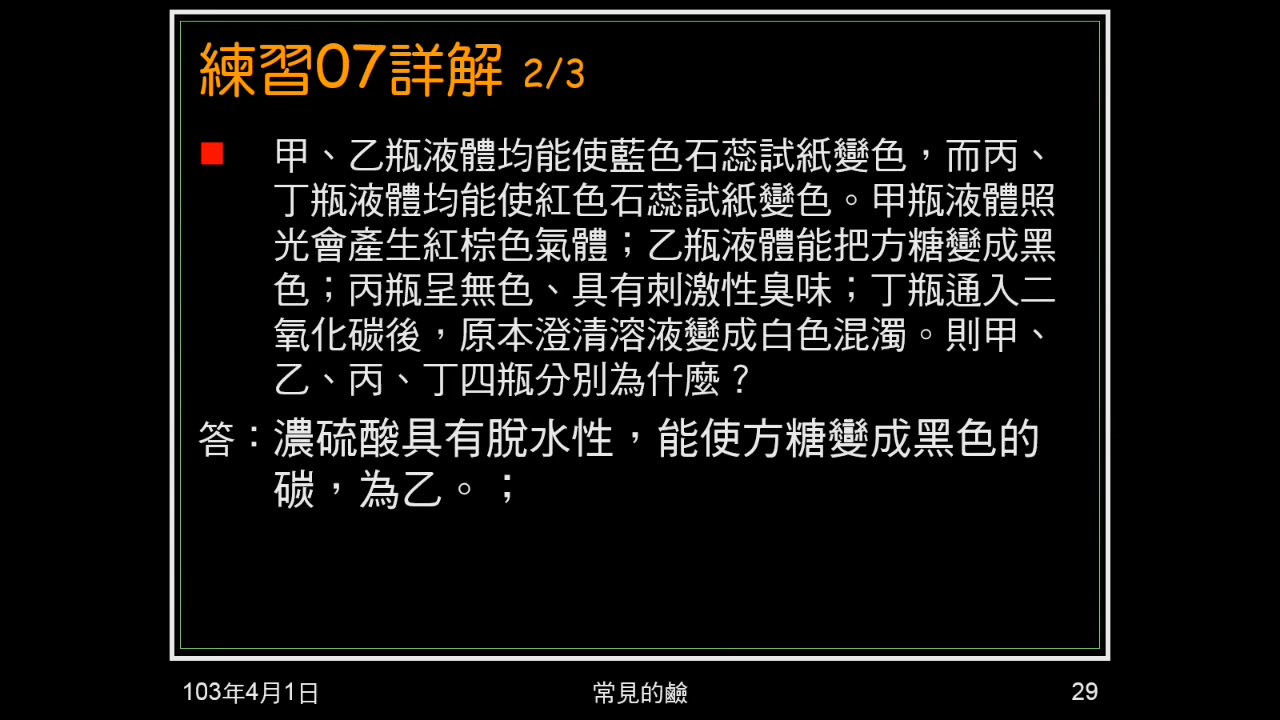 練習07詳解 2/3
甲、乙瓶液體均能使藍色石蕊試紙變色，而丙、
丁瓶液體均能使紅色石蕊試紙變色。甲瓶液體照
光會產生紅棕色氣體；乙瓶液體能把方糖變成黑
色；丙瓶呈無色、具有刺激性臭味；丁瓶通入二
氧化碳後，原本澄清溶液變成白色混濁。則甲、
乙、丙、丁四瓶分別為什麼？
答：濃硫酸具有脫水性，能使方糖變成黑色的
碳，為乙。；
103年4月1日 常見的鹼 29